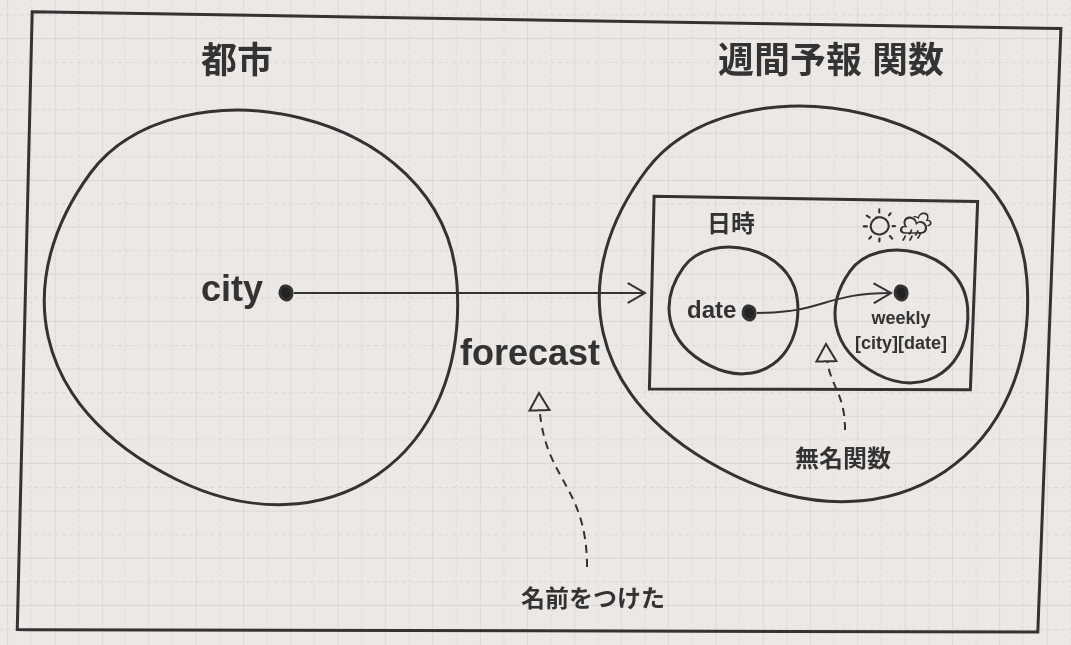 都市
週間予報 関数
日時
city
date
weekly
[city][date]
forecast
無名関数
名前をつけた